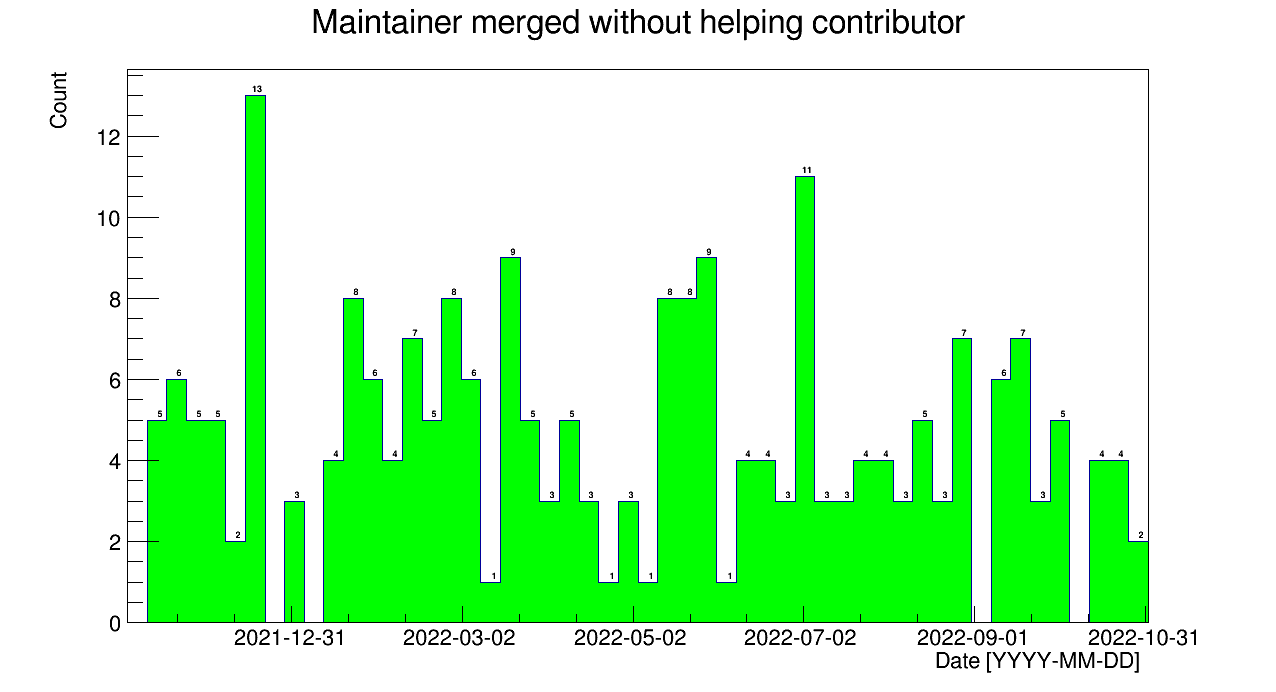 Maintainer merged without helping contributor
Count
13
12
11
10
9 9
8 8 8 8 8
7 7 7
6 6 6 6 6
5 5 5 5 5 5 5 5
4 4 4 4 4 4 4 4 4
3 3 3 3 3 3 3 3 3 3
2 2 2
1 1 1 1
0
2021-12-31 2022-03-02 2022-05-02 2022-07-02 2022-09-01 2022-10-31
Date [YYYY-MM-DD]